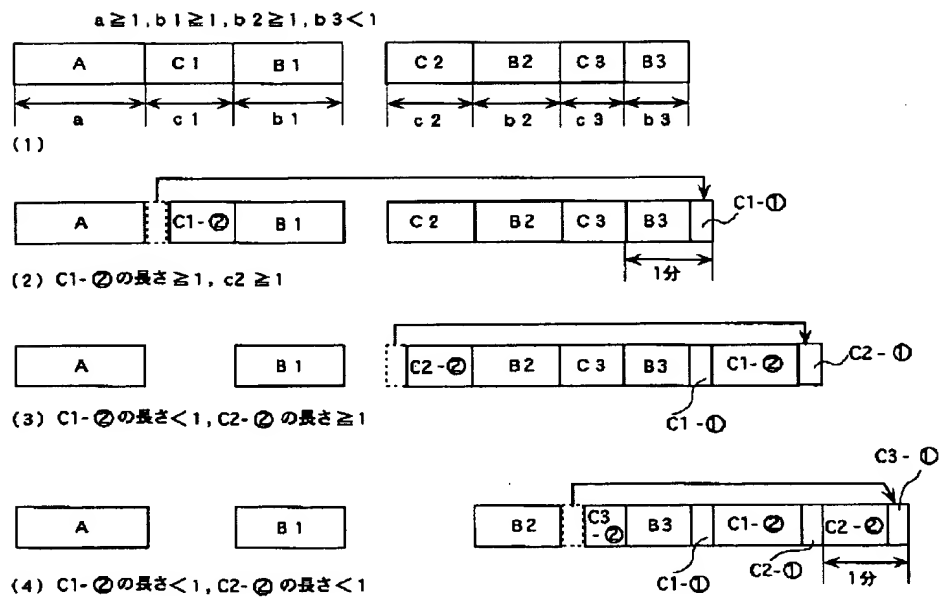 a≧1,b1≧1,b2≧1,b3<1
A C1 B1 C2 B2 C3 B3
a c1 b1 c2 b2 c3 b3
(1)
A C1-② B1 C2 B2 C3 B3 C1-①
1分
(2) C1-②の長さ≧1, c2≧1
A B1 C2-② B2 C3 B3 C1-② C2-①
C1-①
(3) C1-②の長さ<1, C2-②の長さ≧1
C3-①
A B1 B2 C3-② B3 C1-② C2-②
C1-① C2-① 1分
(4) C1-②の長さ<1, C2-②の長さ<1